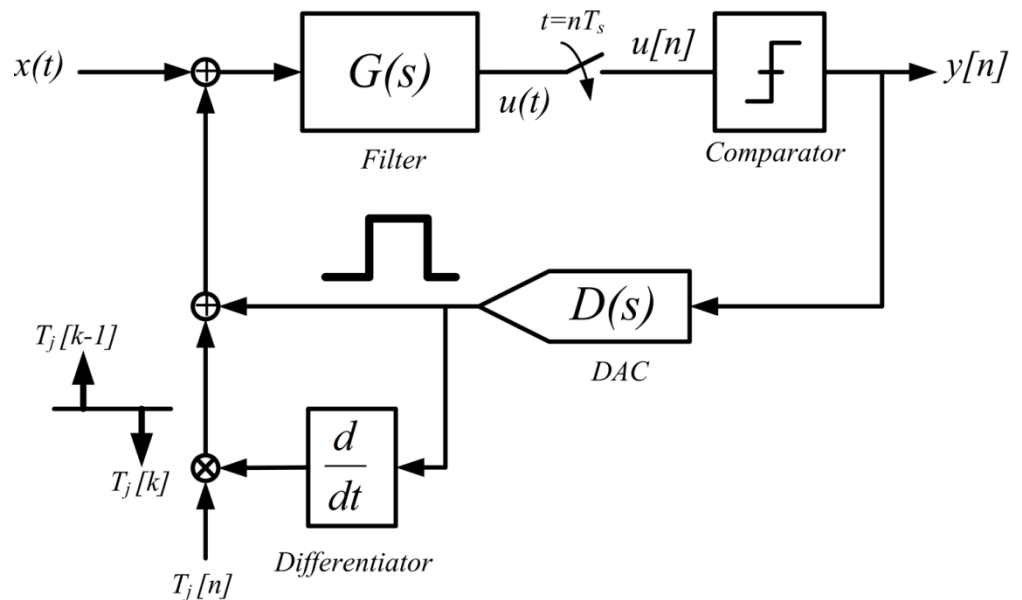 x(t)
G(s)
Filter
u(t)
t=nTs
u[n]
Comparator
y[n]
D(s)
DAC
Tj[k-1]
Tj[k]
d
dt
Differentiator
Tj[n]